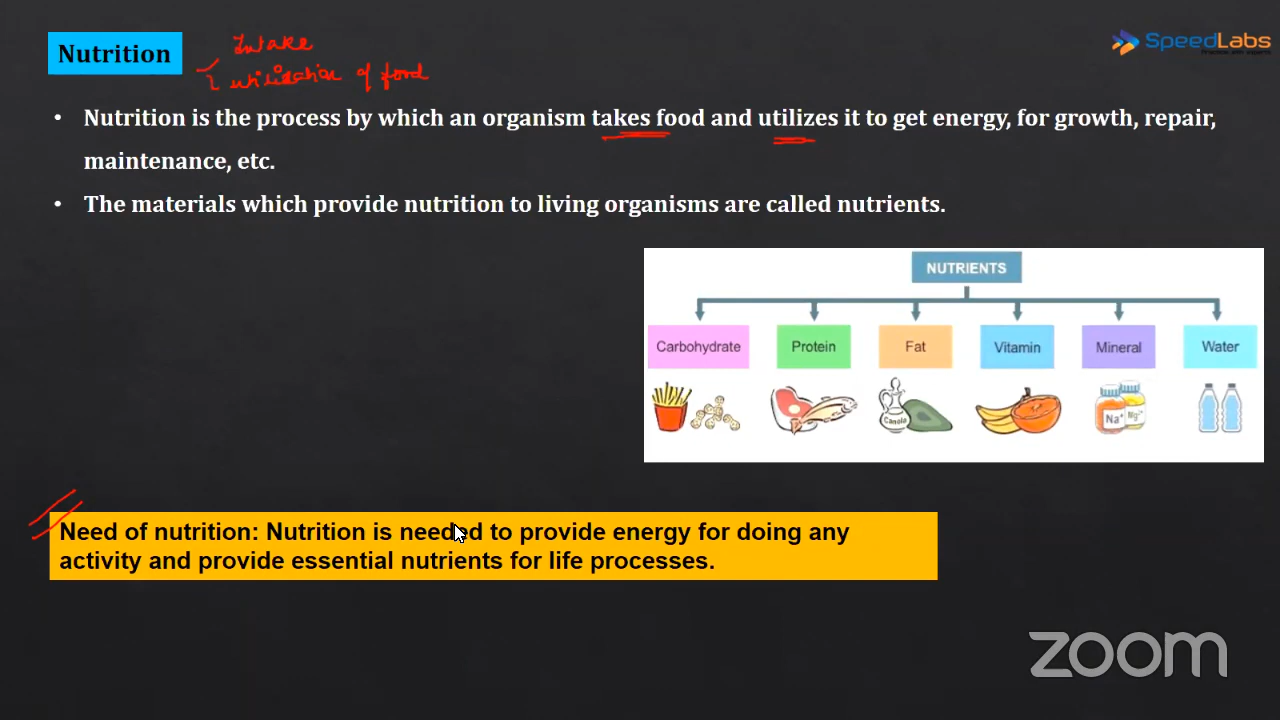 Nutrition
Intake
utilization of food
SpeedLabs
• Nutrition is the process by which an organism takes food and utilizes it to get energy, for growth, repair,
maintenance, etc.
• The materials which provide nutrition to living organisms are called nutrients.
NUTRIENTS
Carbohydrate Protein Fat Vitamin Mineral Water
Canola Na⁺ Mg²⁺
Need of nutrition: Nutrition is needed to provide energy for doing any
activity and provide essential nutrients for life processes.
zoom